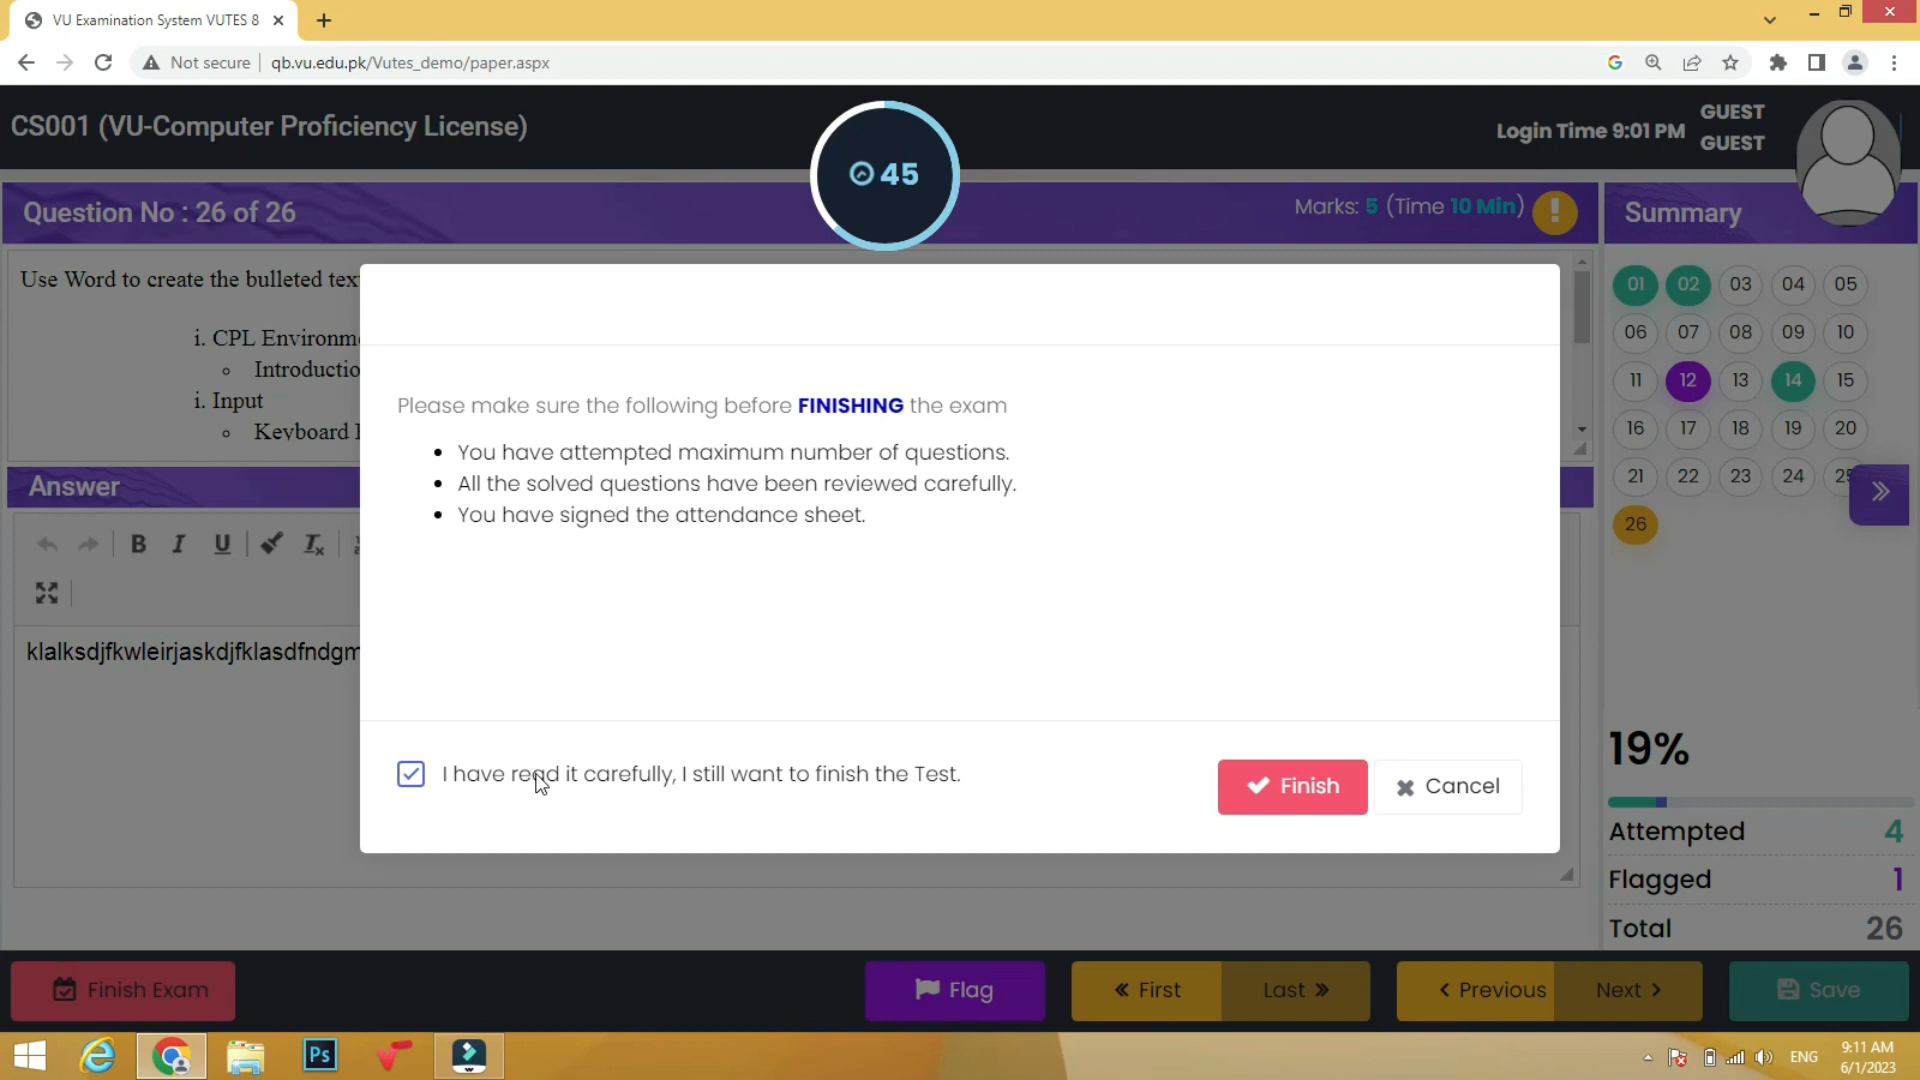 VU Examination System VUTES 8
Not secure
qb.vu.edu.pk/Vutes_demo/paper.aspx
CS001 (VU-Computer Proficiency License)
45
Login Time 9:01 PM
GUEST
GUEST
Question No : 26 of 26
Marks: 5 (Time 10 Min)
Summary
Use Word to create the bulleted
i. CPL
i. Input
Keyboard
Answer
B I U
Please make sure the following before FINISHING the exam
You have attempted maximum number of questions.
All the solved questions have been reviewed carefully.
You have signed the attendance sheet.
I have read it carefully, I still want to finish the Test.
Finish
Cancel
01 02 03 04 05
06 07 08 09 10
11 12 13 14 15
16 17 18 19 20
21 22 23 24
26
19%
Attempted 4
Flagged 1
Total 26
Finish Exam
Flag
First
Last
Previous
Next
Save
Ps
ENG
9:11 AM
6/1/2023